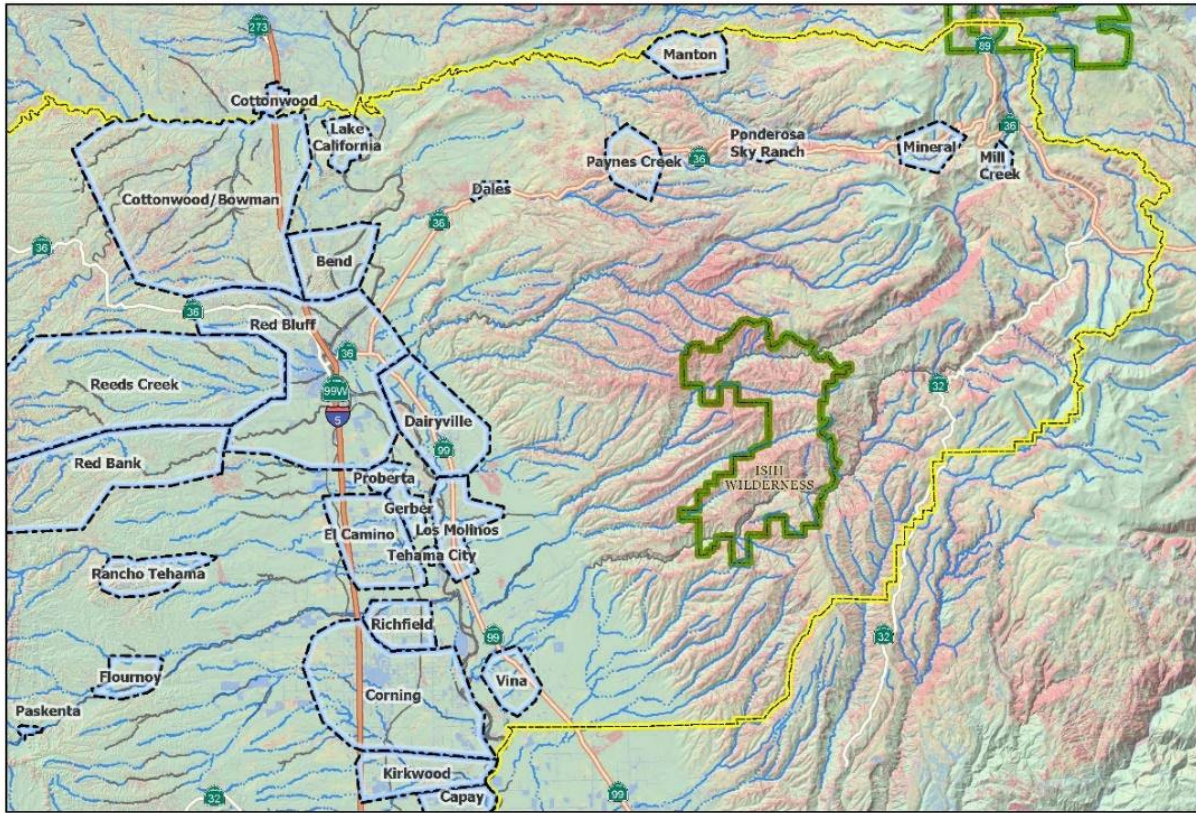 273
89
Manton
Cottonwood
Lake
California
36
Ponderosa
Sky Ranch
Mineral
Paynes Creek
36
Mill
Creek
Dales
Cottonwood/Bowman
36
36
Bend
36
Red Bluff
36
Reeds Creek
99W
5
32
Dairyville
99
Red Bank
Proberta
ISHI
WILDERNESS
Gerber
El Camino
Los Molinos
Tehama City
Rancho Tehama
Richfield
99
32
Flournoy
Vina
Corning
Paskenta
Kirkwood
32
Capay
99